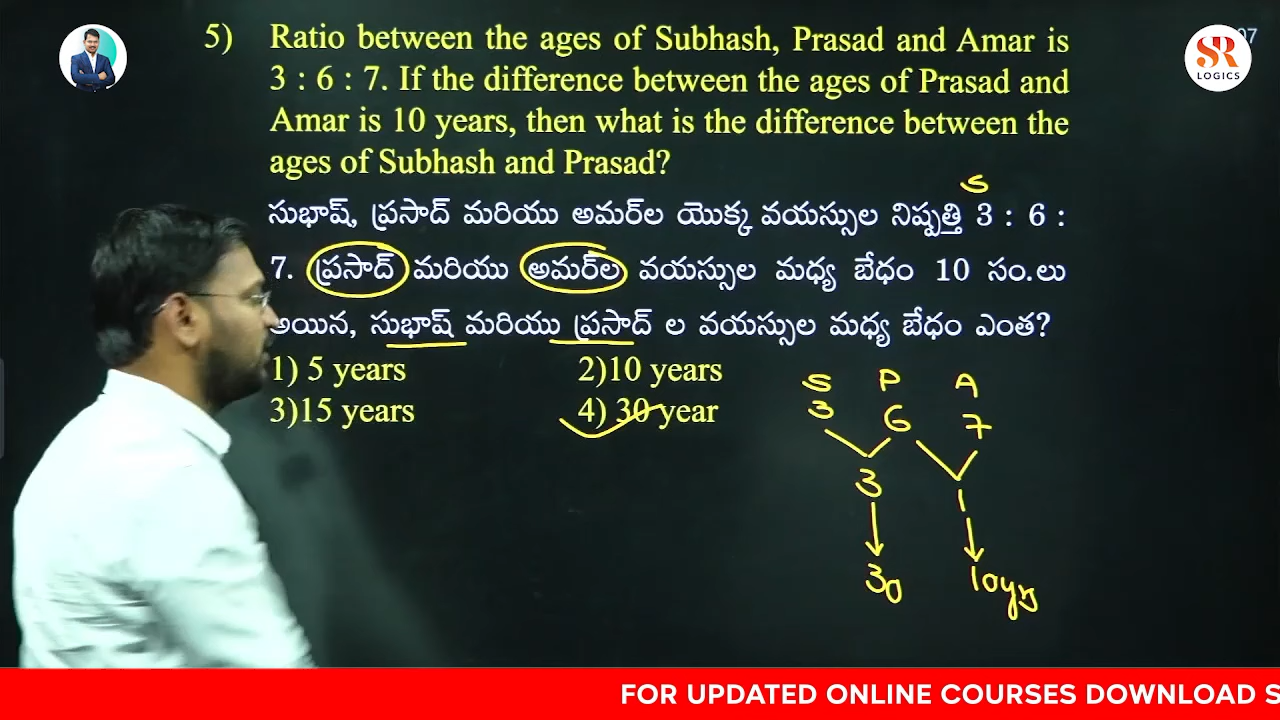 5) Ratio between the ages of Subhash, Prasad and Amar is
3 : 6 : 7. If the difference between the ages of Prasad and
Amar is 10 years, then what is the difference between the
ages of Subhash and Prasad?
S
సుభాష్, ప్రసాద్ మరియు అమర్‌ల యొక్క వయస్సుల నిష్పత్తి 3 : 6 :
7. ప్రసాద్ మరియు అమర్‌ల వయస్సుల మధ్య బేధం 10 సం.లు
అయిన, సుభాష్ మరియు ప్రసాద్ ల వయస్సుల మధ్య బేధం ఎంత?
1) 5 years 2)10 years
3)15 years 4) 30 year
S P A
3 6 7
3 1
30 10yrs
SR
LOGICS
07
FOR UPDATED ONLINE COURSES DOWNLOAD S